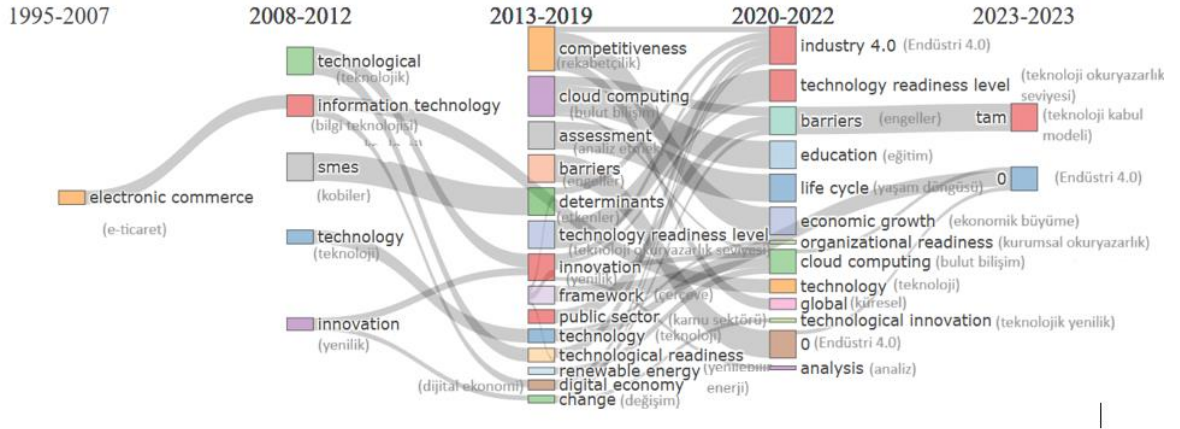 1995-2007
2008-2012
2013-2019
2020-2022
2023-2023
electronic commerce
(e-ticaret)
technological
(teknolojik)
information technology
(bilgi teknolojisi)
smes
(kobiler)
technology
(teknoloji)
innovation
(yenilik)
competitiveness
(rekabetçilik)
cloud computing
(bulut bilişim)
assessment
(analiz etmek)
barriers
(engeller)
determinants
(etkenler)
technology readiness level
(teknoloji okuryazarlık seviyesi)
innovation
(yenilik)
framework (çerçeve)
public sector (kamu sektörü)
technology (teknoloji)
technological readiness
renewable energy (yenilebilir
enerji)
(dijital ekonomi) digital economy
change (değişim)
industry 4.0 (Endüstri 4.0)
technology readiness level (teknoloji okuryazarlık
seviyesi)
barriers (engeller)
education (eğitim)
life cycle (yaşam döngüsü)
economic growth (ekonomik büyüme)
organizational readiness (kurumsal okuryazarlık)
cloud computing (bulut bilişim)
technology (teknoloji)
global (küresel)
technological innovation (teknolojik yenilik)
0 (Endüstri 4.0)
analysis (analiz)
tam (teknoloji kabul
modeli)
0 (Endüstri 4.0)